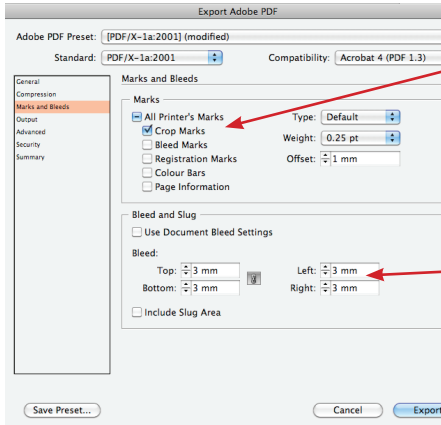 Export Adobe PDF
Adobe PDF Preset: [PDF/X-1a:2001] (modified)
Standard: PDF/X-1a:2001 Compatibility: Acrobat 4 (PDF 1.3)
General
Compression
Marks and Bleeds
Output
Advanced
Security
Summary
Marks and Bleeds
Marks
All Printer's Marks Type: Default
Crop Marks Weight: 0.25 pt
Bleed Marks Offset: 1 mm
Registration Marks
Colour Bars
Page Information
Bleed and Slug
Use Document Bleed Settings
Bleed:
Top: 3 mm Left: 3 mm
Bottom: 3 mm Right: 3 mm
Include Slug Area
Save Preset... Cancel Export